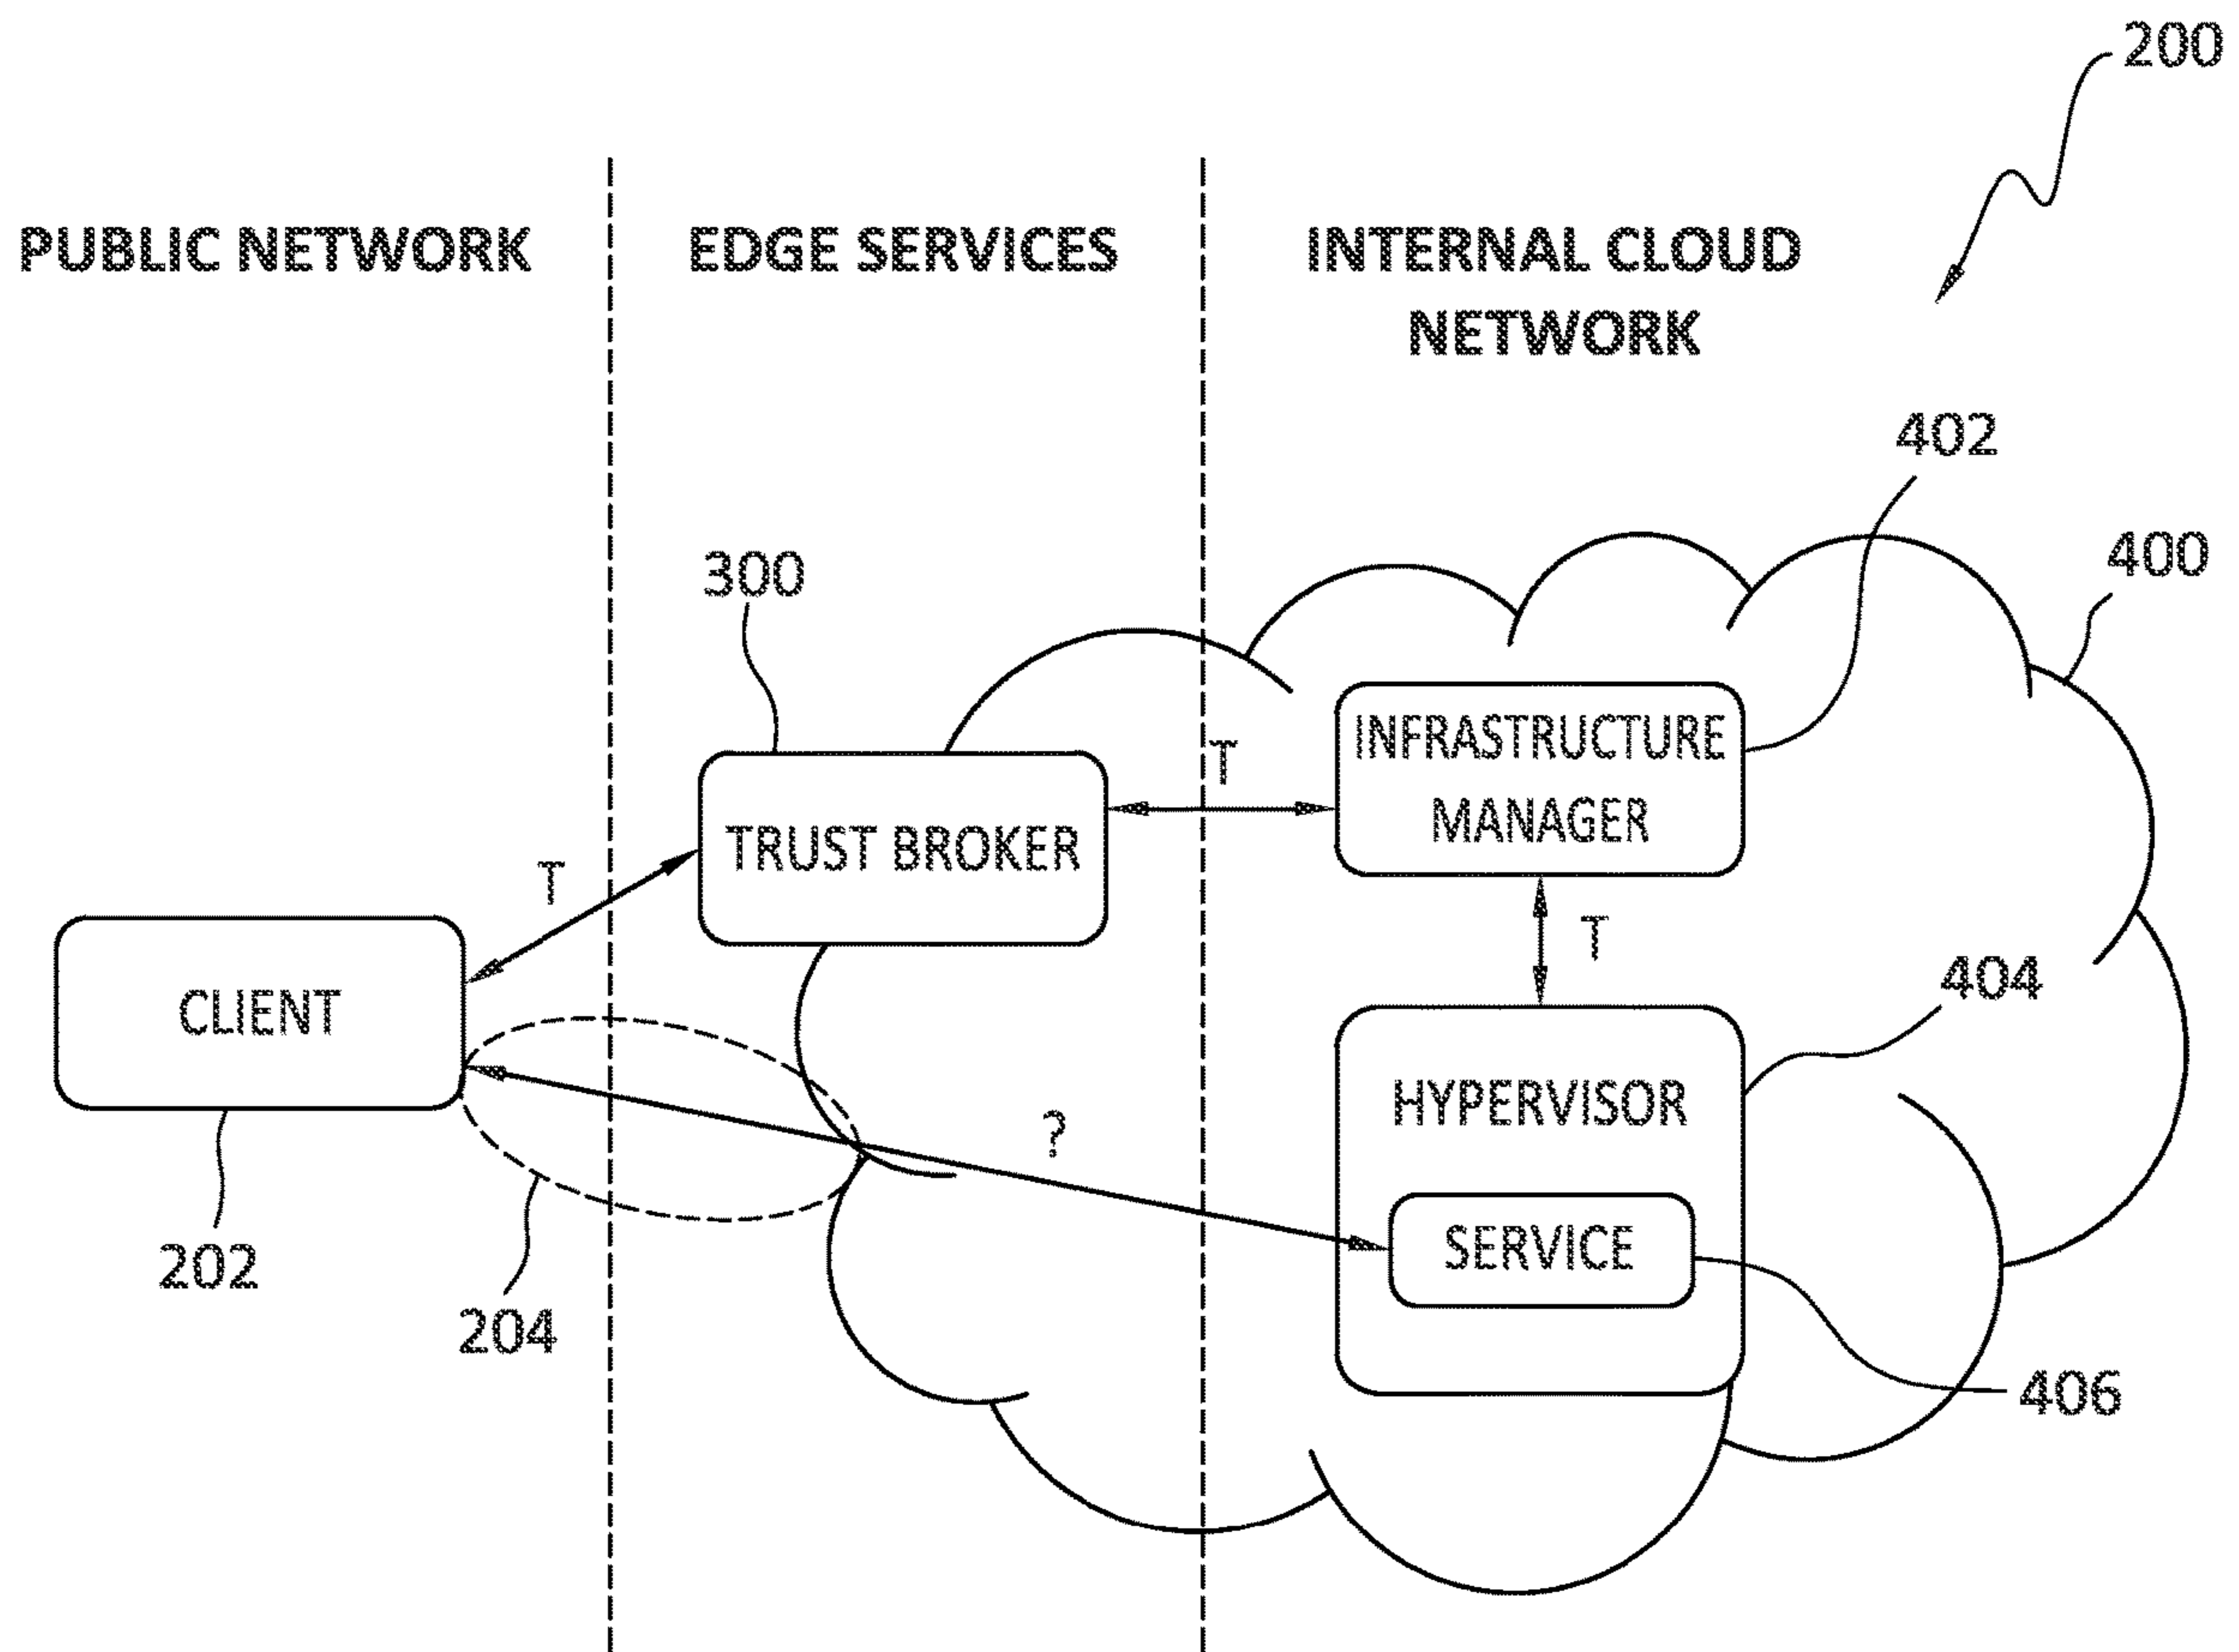 200
PUBLIC NETWORK
EDGE SERVICES
INTERNAL CLOUD
NETWORK
402
400
300
T
INFRASTRUCTURE
MANAGER
TRUST BROKER
T
T
CLIENT
404
HYPERVISOR
?
SERVICE
202
204
406